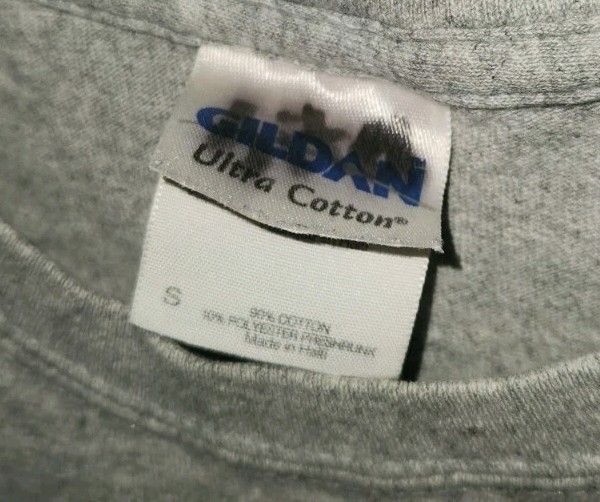 GILDAN
Ultra Cotton®
S
90% COTTON
10% POLYESTER PRESHRUNK
Made in Haiti